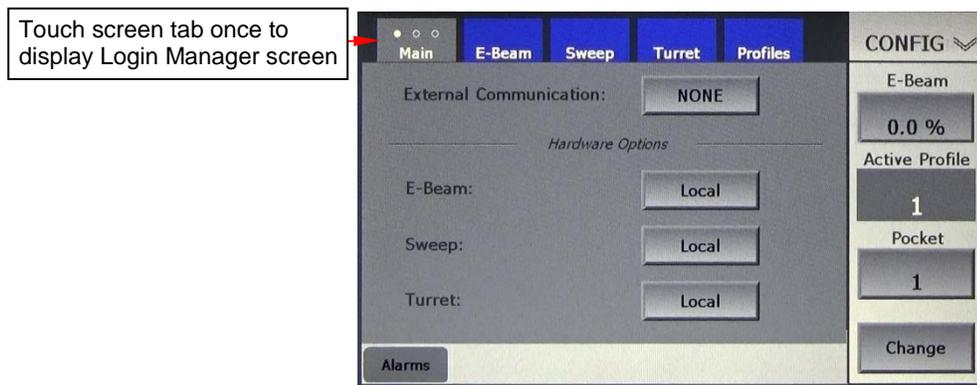 Touch screen tab once to
display Login Manager screen
Main
E-Beam
Sweep
Turret
Profiles
External Communication:
NONE
Hardware Options
E-Beam:
Local
Sweep:
Local
Turret:
Local
Alarms
CONFIG
E-Beam
0.0 %
Active Profile
1
Pocket
1
Change